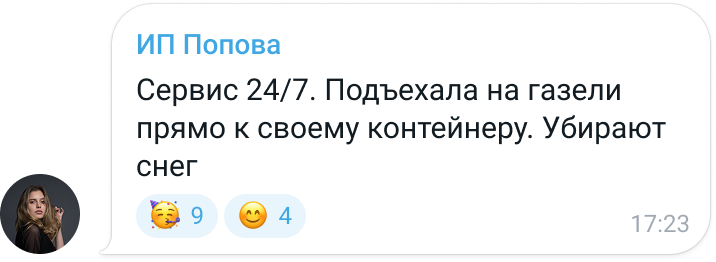 ИП Попова
Сервис 24/7. Подъехала на газели
прямо к своему контейнеру. Убирают
снег
🥳 9 😊 4
17:23